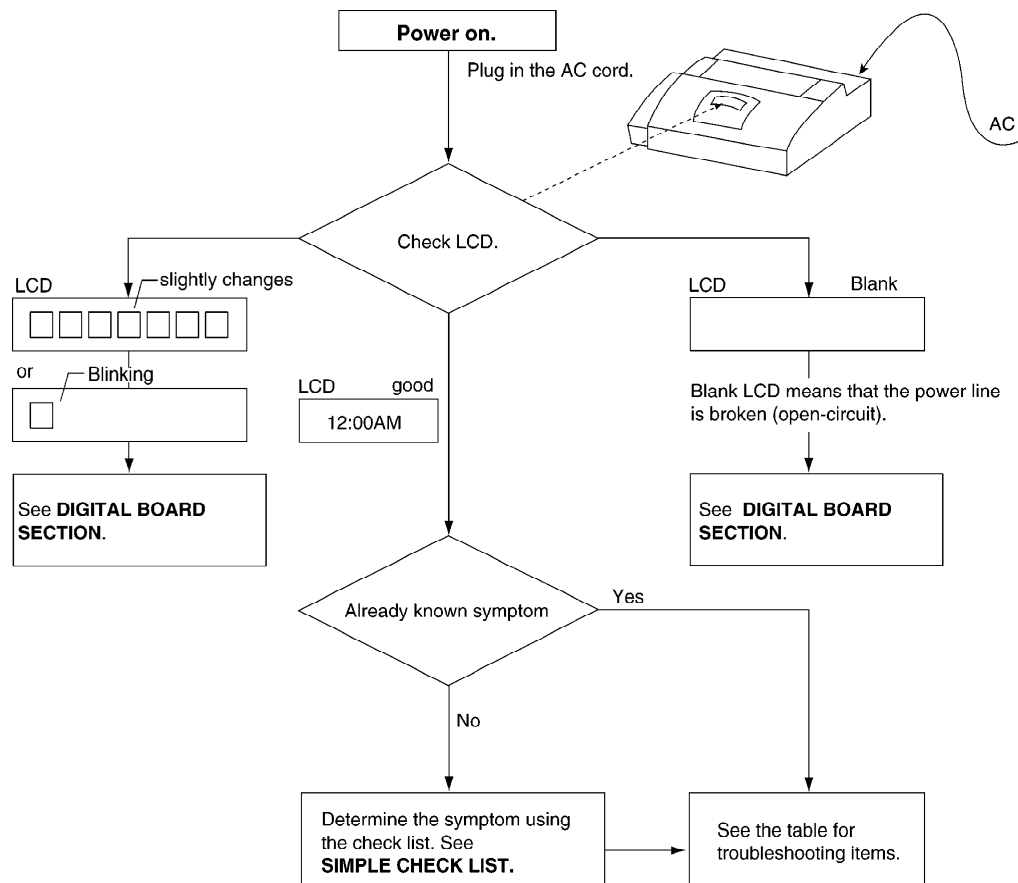 Power on.
Plug in the AC cord.
AC
Check LCD.
LCD
slightly changes
or
Blinking
See DIGITAL BOARD
SECTION.
LCD good
12:00AM
LCD Blank
Blank LCD means that the power line
is broken (open-circuit).
See DIGITAL BOARD
SECTION.
Already known symptom
Yes
No
Determine the symptom using
the check list. See
SIMPLE CHECK LIST.
See the table for
troubleshooting items.